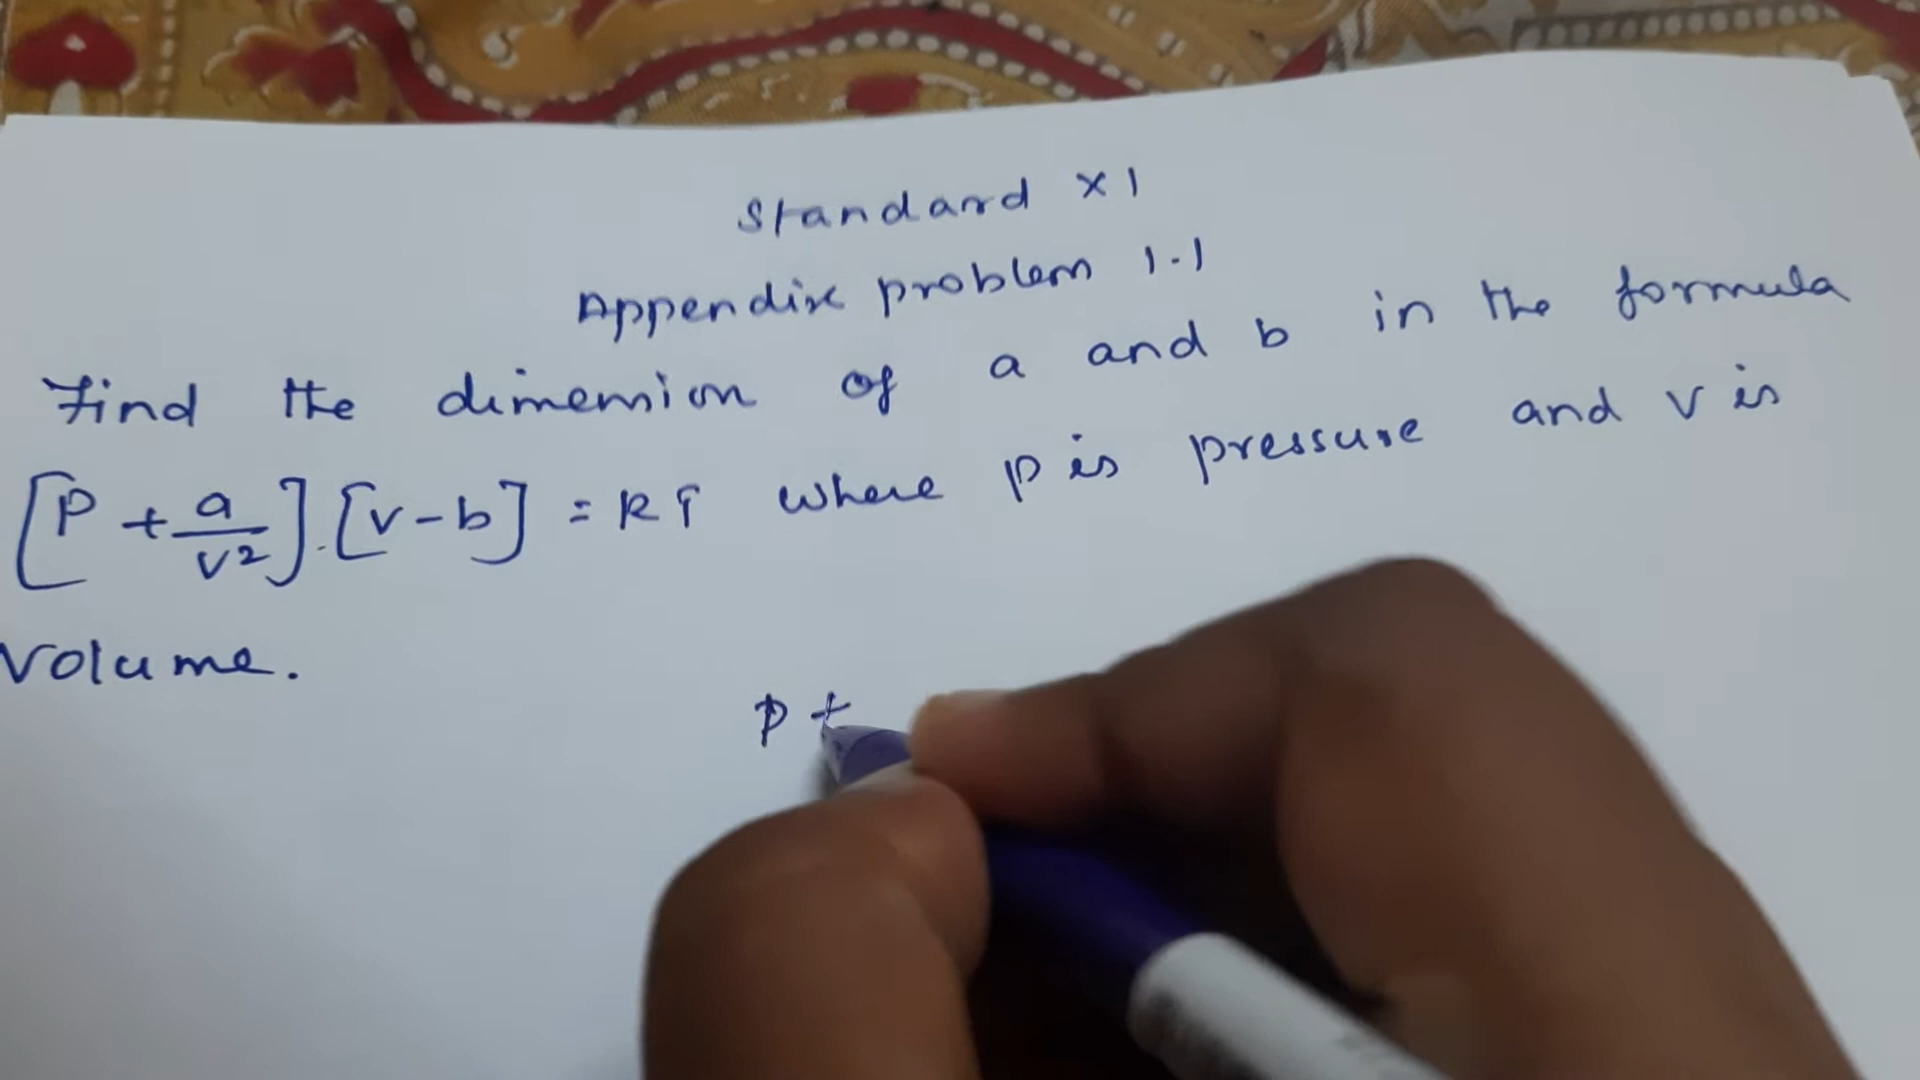 Standard XI
Appendix problem 1.1
Find the dimension of a and b in the formula
[P + a/v²].[v-b] = RT where p is pressure and v is
volume.
p +